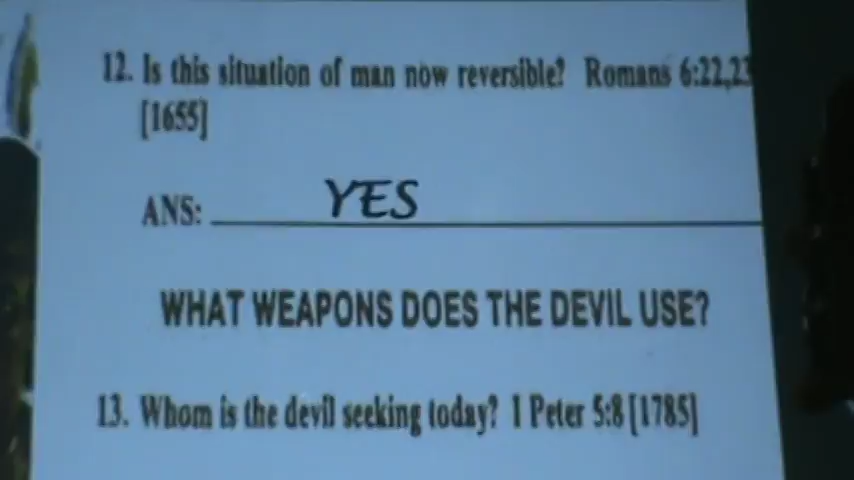 12. Is this situation of man now reversible? Romans 6:22,23
[1655]
ANS: YES
WHAT WEAPONS DOES THE DEVIL USE?
13. Whom is the devil seeking today? 1 Peter 5:8 [1785]